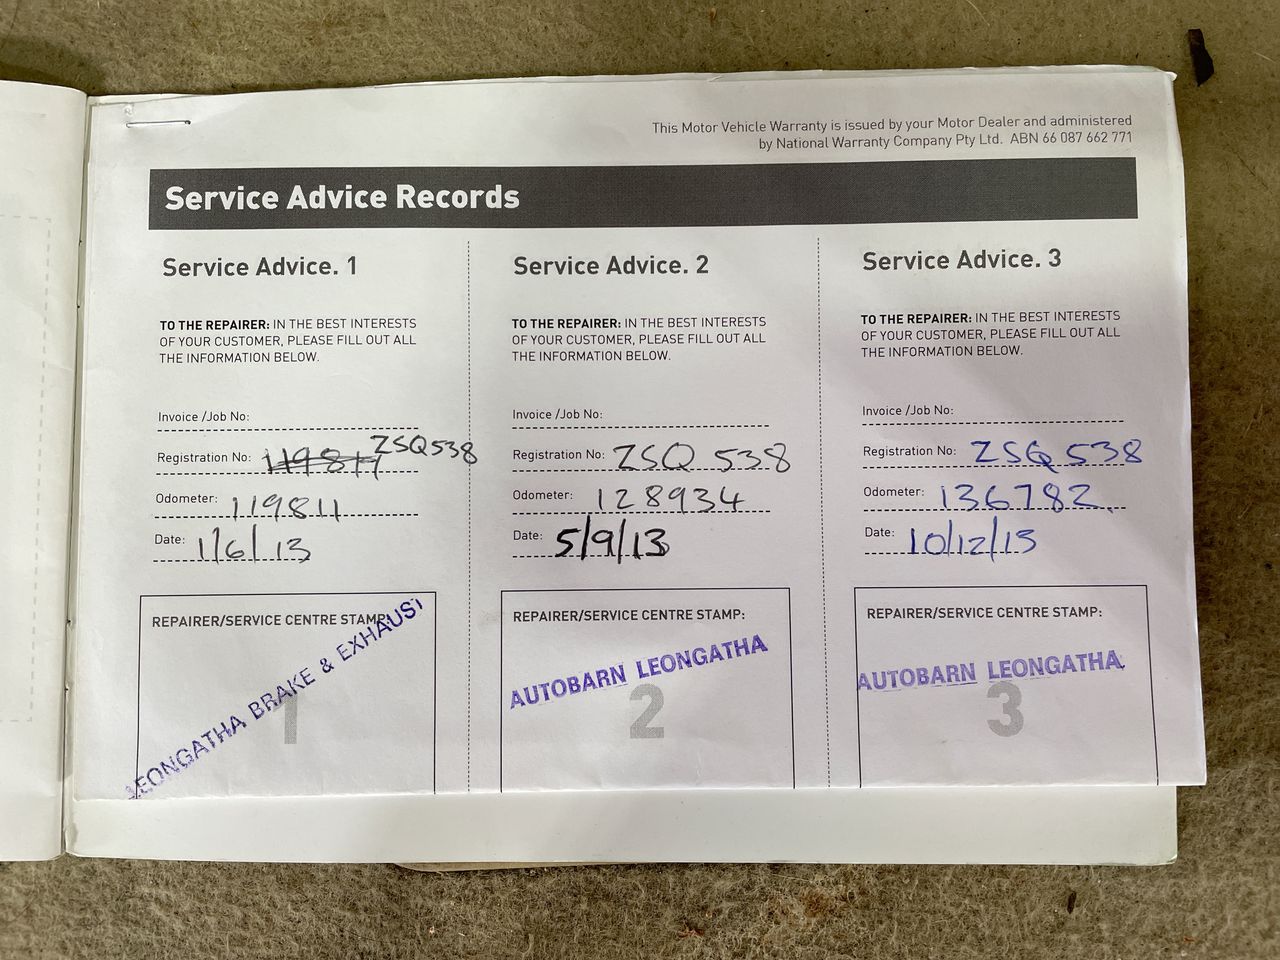 This Motor Vehicle Warranty is issued by your Motor Dealer and administered
by National Warranty Company Pty Ltd. ABN 66 087 662 771
Service Advice Records
Service Advice. 1
TO THE REPAIRER: IN THE BEST INTERESTS
OF YOUR CUSTOMER, PLEASE FILL OUT ALL
THE INFORMATION BELOW.
Invoice /Job No:
Registration No: ZSQ538
Odometer: 119811
Date: 1/6/13
REPAIRER/SERVICE CENTRE STAMP:
LEONGATHA BRAKE & EXHAUST
1
Service Advice. 2
TO THE REPAIRER: IN THE BEST INTERESTS
OF YOUR CUSTOMER, PLEASE FILL OUT ALL
THE INFORMATION BELOW.
Invoice /Job No:
Registration No: ZSQ 538
Odometer: 128934
Date: 5/9/13
REPAIRER/SERVICE CENTRE STAMP:
AUTOBARN LEONGATHA
2
Service Advice. 3
TO THE REPAIRER: IN THE BEST INTERESTS
OF YOUR CUSTOMER, PLEASE FILL OUT ALL
THE INFORMATION BELOW.
Invoice /Job No:
Registration No: ZSQ 538
Odometer: 136782
Date: 10/12/13
REPAIRER/SERVICE CENTRE STAMP:
AUTOBARN LEONGATHA
3